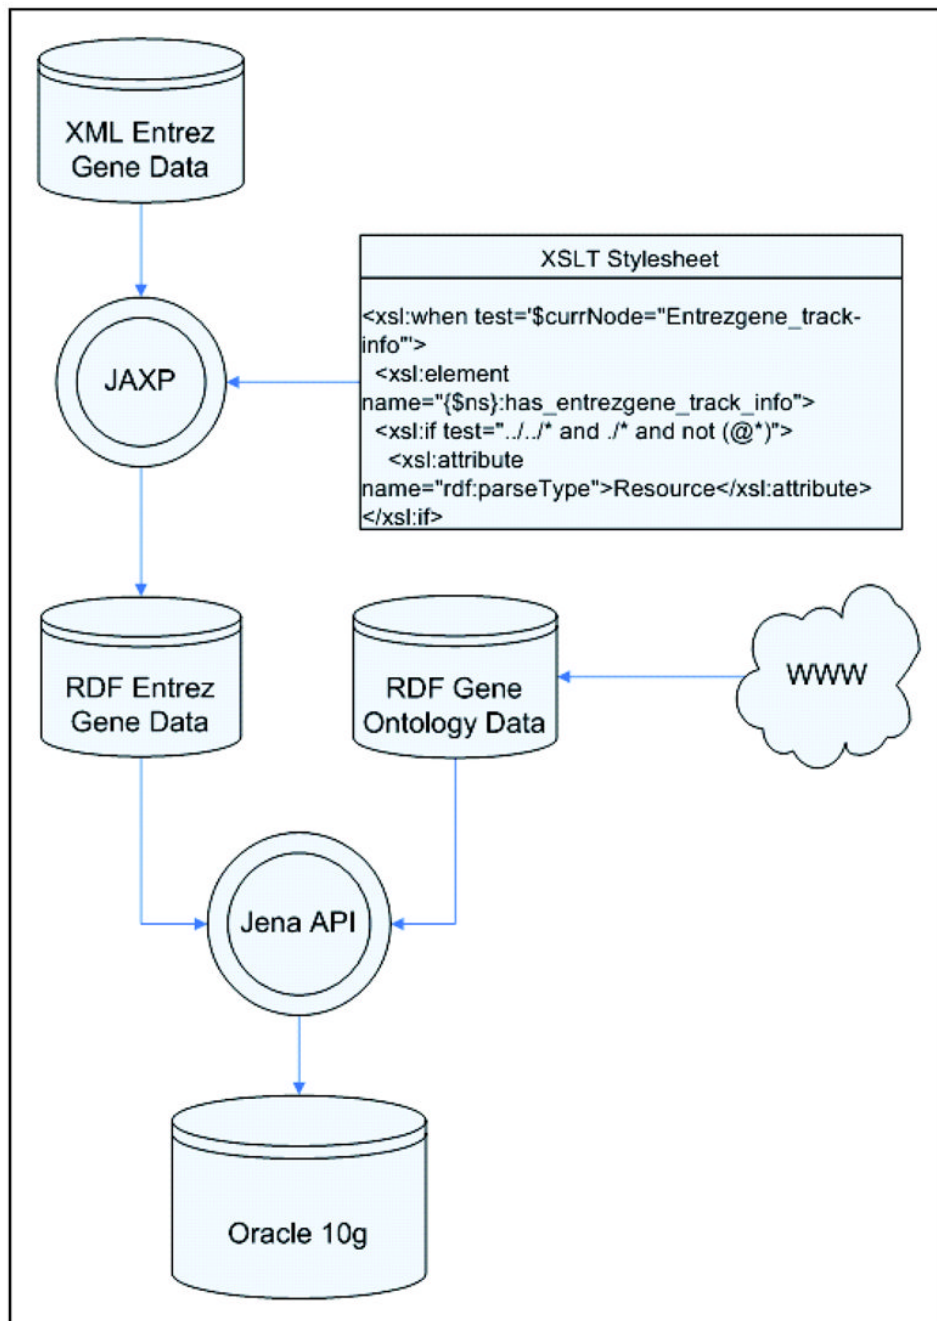 XML Entrez
Gene Data
XSLT Stylesheet
<xsl:when test='$currNode="Entrezgene_track-
info"'>
<xsl:element
name="{$ns}:has_entrezgene_track_info">
<xsl:if test="../../* and ./* and not (@*)">
<xsl:attribute
name="rdf:parseType">Resource</xsl:attribute>
</xsl:if>
JAXP
RDF Entrez
Gene Data
RDF Gene
Ontology Data
WWW
Jena API
Oracle 10g